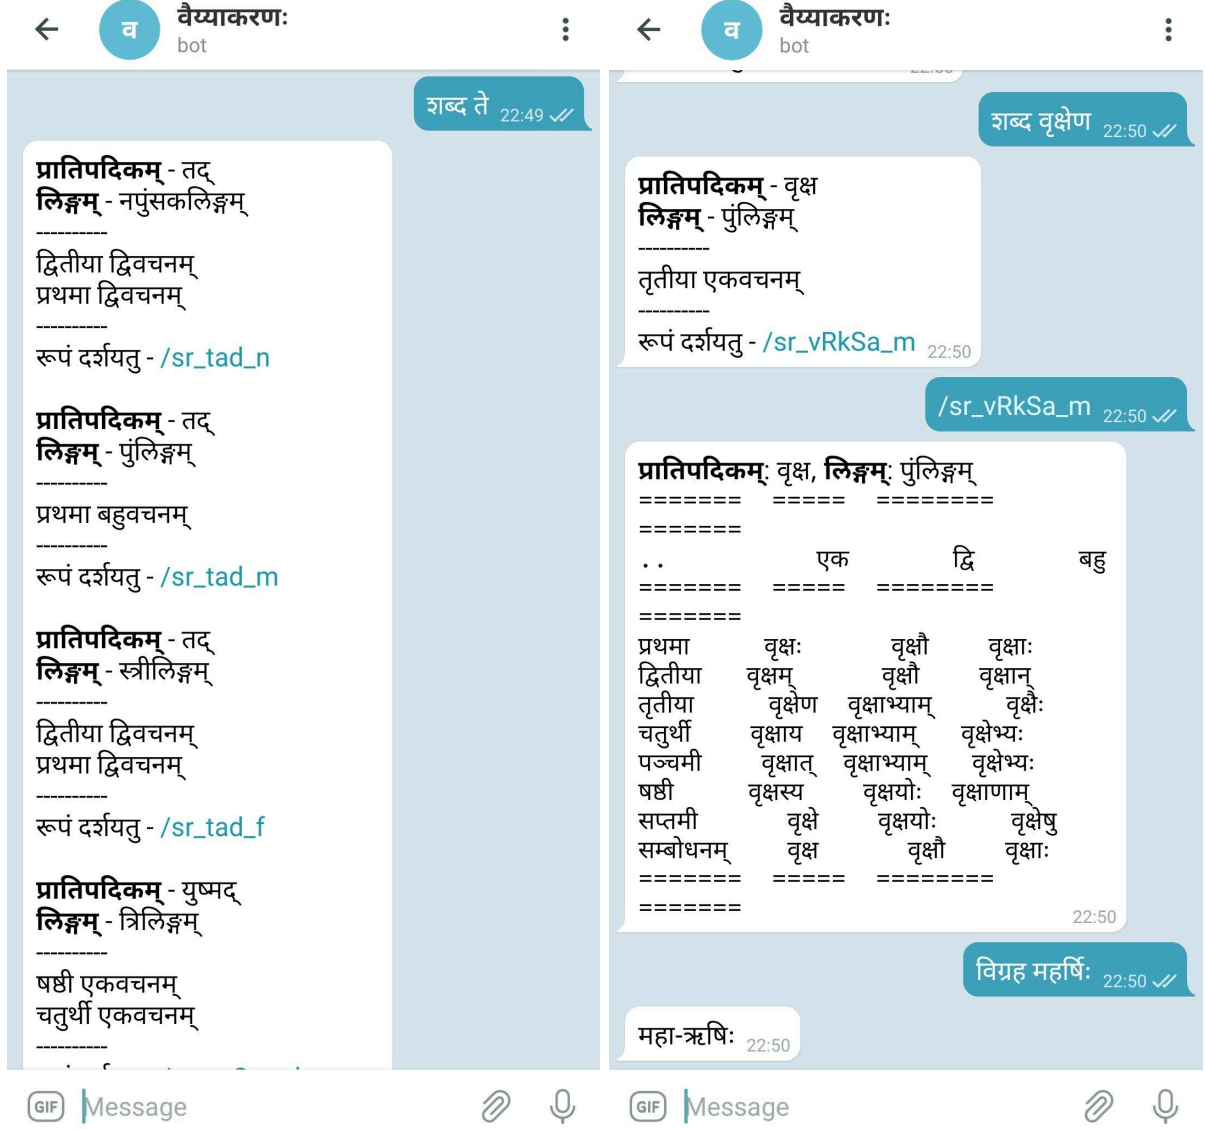 वैय्याकरणः
bot
शब्द ते 22:49
प्रातिपदिकम् - तद्
लिङ्गम् - नपुंसकलिङ्गम्
----------
द्वितीया द्विवचनम्
प्रथमा द्विवचनम्
----------
रूपं दर्शयतु - /sr_tad_n
प्रातिपदिकम् - तद्
लिङ्गम् - पुंलिङ्गम्
----------
प्रथमा बहुवचनम्
----------
रूपं दर्शयतु - /sr_tad_m
प्रातिपदिकम् - तद्
लिङ्गम् - स्त्रीलिङ्गम्
----------
द्वितीया द्विवचनम्
प्रथमा द्विवचनम्
----------
रूपं दर्शयतु - /sr_tad_f
प्रातिपदिकम् - युष्मद्
लिङ्गम् - त्रिलिङ्गम्
----------
षष्ठी एकवचनम्
चतुर्थी एकवचनम्
----------
GIF Message
वैय्याकरणः
bot
शब्द वृक्षेण 22:50
प्रातिपदिकम् - वृक्ष
लिङ्गम् - पुंलिङ्गम्
----------
तृतीया एकवचनम्
----------
रूपं दर्शयतु - /sr_vRkSa_m 22:50
/sr_vRkSa_m 22:50
प्रातिपदिकम्: वृक्ष, लिङ्गम्: पुंलिङ्गम्
======= ===== ========
=======
.. एक द्वि बहु
======= ===== ========
=======
प्रथमा वृक्षः वृक्षौ वृक्षाः
द्वितीया वृक्षम् वृक्षौ वृक्षान्
तृतीया वृक्षेण वृक्षाभ्याम् वृक्षैः
चतुर्थी वृक्षाय वृक्षाभ्याम् वृक्षेभ्यः
पञ्चमी वृक्षात् वृक्षाभ्याम् वृक्षेभ्यः
षष्ठी वृक्षस्य वृक्षयोः वृक्षाणाम्
सप्तमी वृक्षे वृक्षयोः वृक्षेषु
सम्बोधनम् वृक्ष वृक्षौ वृक्षाः
======= ===== ========
=======
22:50
विग्रह महर्षिः 22:50
महा-ऋषिः 22:50
GIF Message